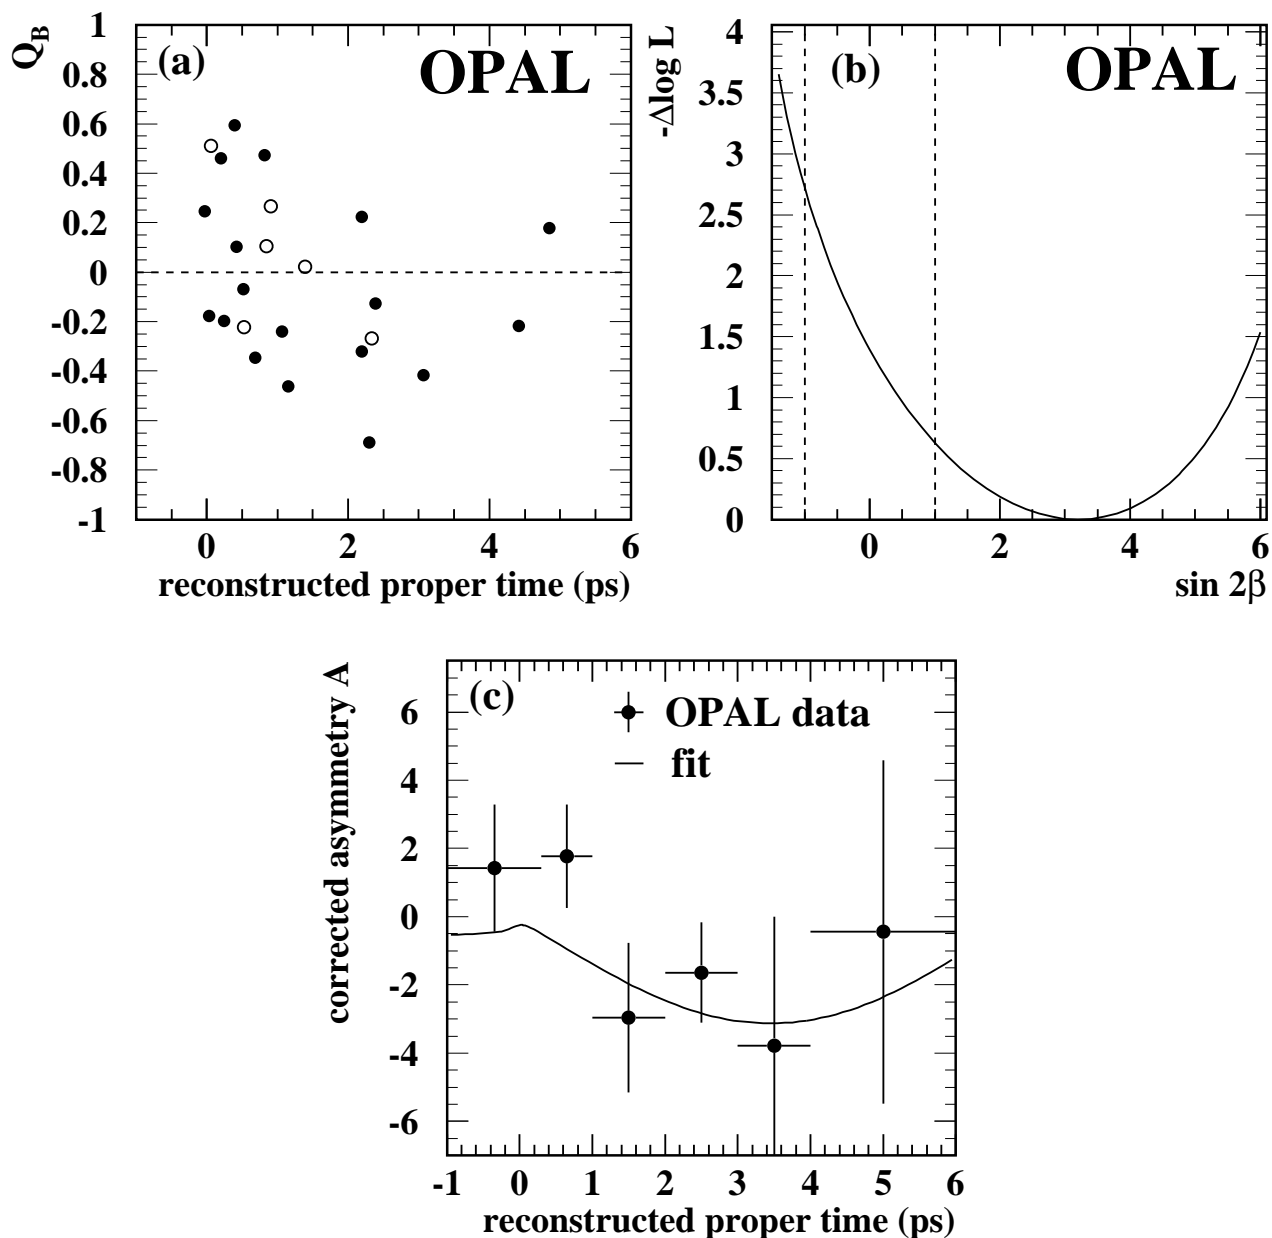 Q_B
(a)
OPAL
1
0.8
0.6
0.4
0.2
0
-0.2
-0.4
-0.6
-0.8
-1
0 2 4 6
reconstructed proper time (ps)
-Δlog L
(b)
OPAL
4
3.5
3
2.5
2
1.5
1
0.5
0
0 2 4 6
sin 2β
corrected asymmetry A
(c)
OPAL data
fit
6
4
2
0
-2
-4
-6
-1 0 1 2 3 4 5 6
reconstructed proper time (ps)